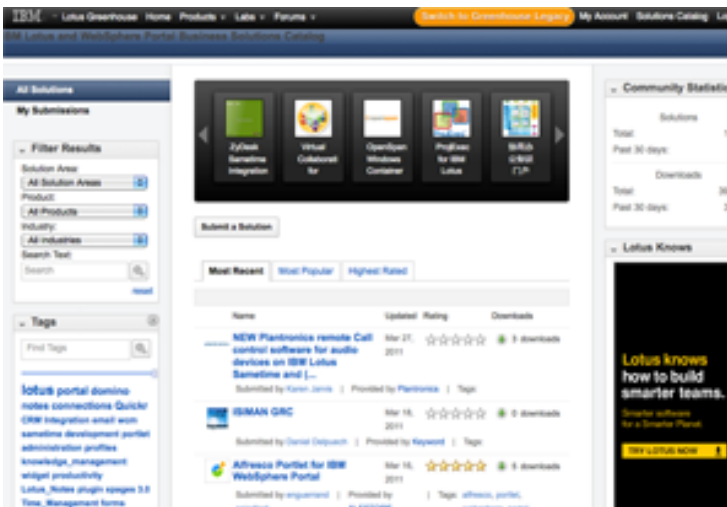 IBM Lotus Greenhouse Home Products Labs Forums Switch to Greenhouse Legacy My Account Solutions Catalog
BM Lotus and WebSphere Portal Business Solutions Catalog
All Solutions
My Submissions
Filter Results
Solution Area:
All Solution Areas
Product:
All Products
Industry:
All Industries
Search Text:
Search
reset
Tags
Find Tags
lotus portal domino
notes connections Quickr
CRM integration email wcm
sametime development portlet
administration profiles
knowledge_management
widget productivity
Lotus_Notes plugin xpages 3.0
Time_Management forms
ZyDesk
Sametime
Integration
Virtual
Collaborati
for
OpenSpan
Windows
Container
ProjExec
for IBM
Lotus
Submit a Solution
Most Recent Most Popular Highest Rated
Name Updated Rating Downloads
NEW Plantronics remote Call
control software for audio
devices on IBM Lotus
Sametime and (...
Mar 27,
2011
3 downloads
Submitted by Karen Jarvis | Provided by Plantronics | Tags:
ISIMAN GRC
Mar 18,
2011
0 downloads
Submitted by Daniel Delpuech | Provided by Keyword | Tags:
Alfresco Portlet for IBM
WebSphere Portal
Mar 16,
2011
5 downloads
Submitted by enguerrand | Provided by | Tags: alfresco, portlet,
Community Statistic
Solutions
Total:
Past 30 days:
Downloads
Total:
Past 30 days:
Lotus Knows
Lotus knows
how to build
smarter teams.
Smarter software
for a Smarter Planet.
TRY LOTUS NOW